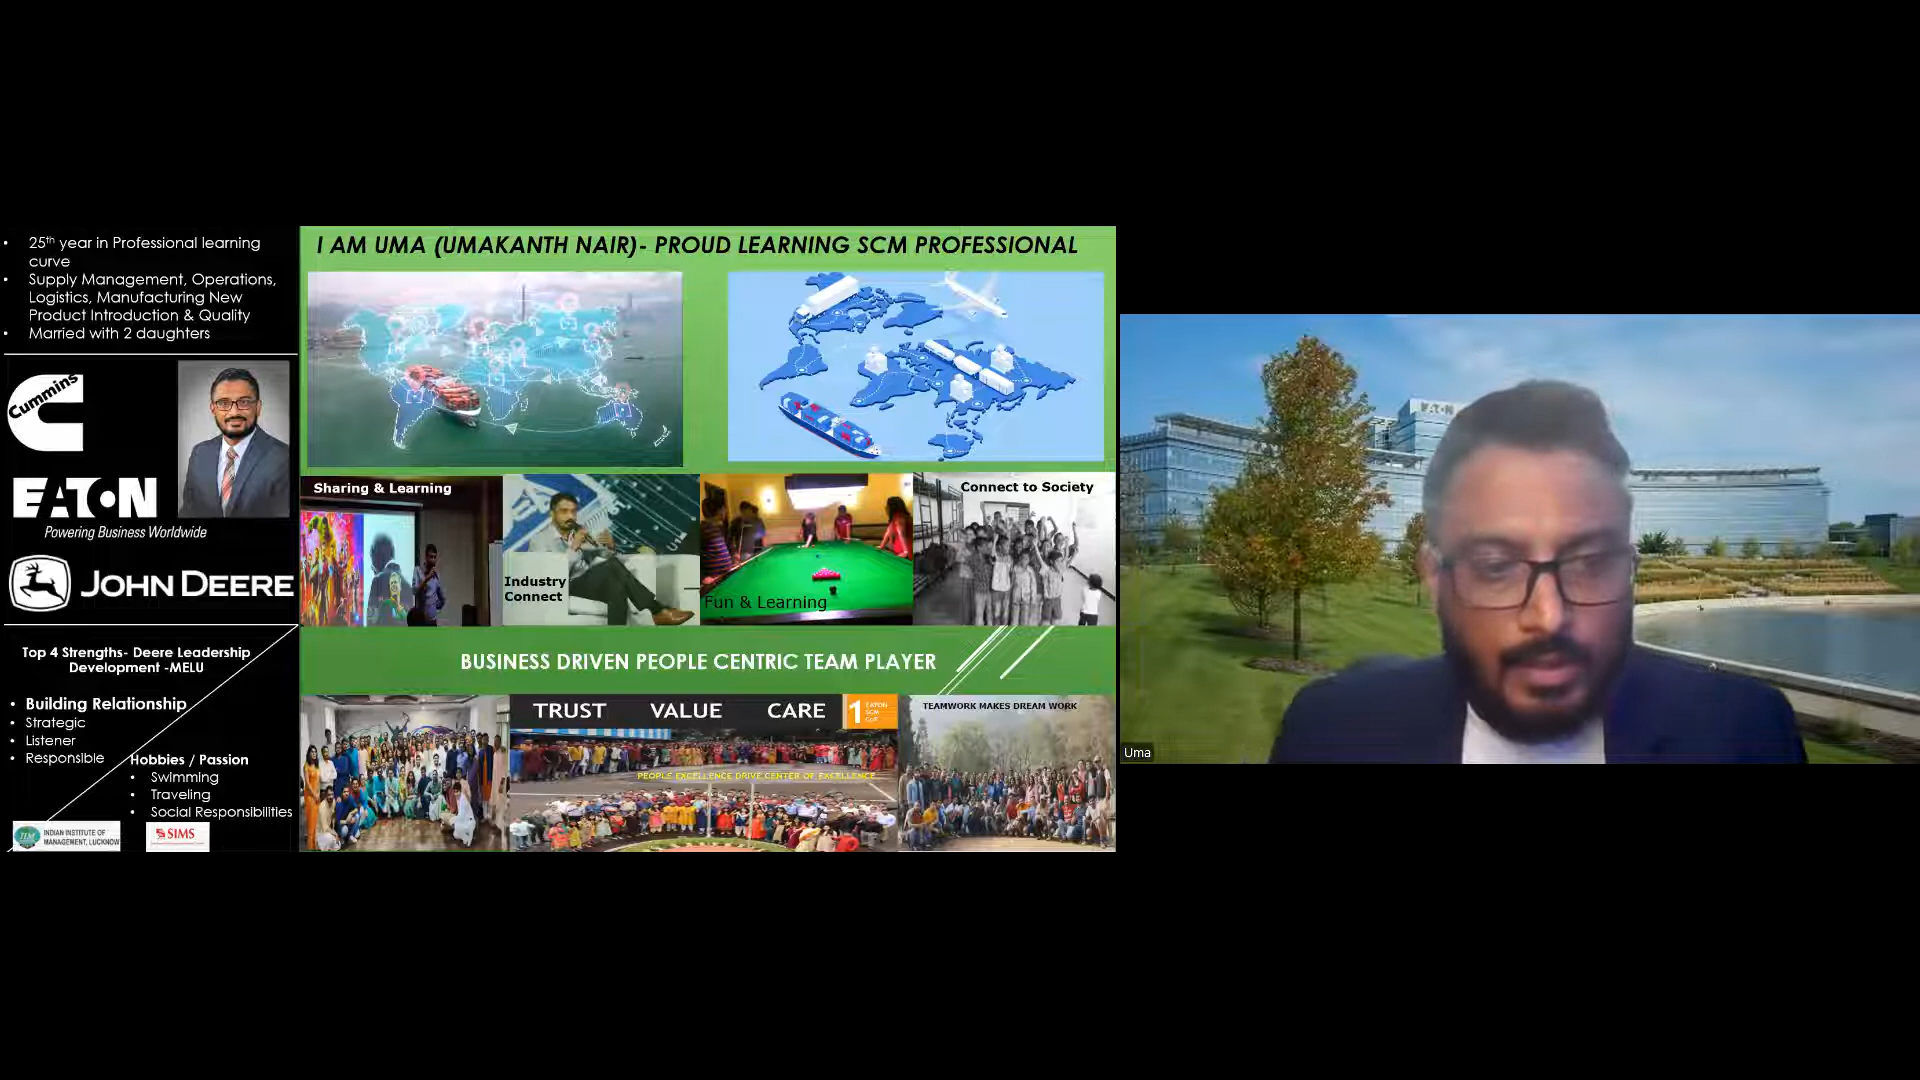 25th year in Professional learning
curve
Supply Management, Operations,
Logistics, Manufacturing New
Product Introduction & Quality
Married with 2 daughters
Cummins
EATON
Powering Business Worldwide
JOHN DEERE
Top 4 Strengths- Deere Leadership
Development -MELU
Building Relationship
Strategic
Listener
Responsible
Hobbies / Passion
Swimming
Traveling
Social Responsibilities
INDIAN INSTITUTE OF
MANAGEMENT, LUCKNOW
SIMS
I AM UMA (UMAKANTH NAIR)- PROUD LEARNING SCM PROFESSIONAL
Sharing & Learning
Industry
Connect
Fun & Learning
Connect to Society
BUSINESS DRIVEN PEOPLE CENTRIC TEAM PLAYER
TRUST VALUE CARE
1 EATON
SCM
CoE
PEOPLE EXCELLENCE DRIVE CENTER OF EXCELLENCE
TEAMWORK MAKES DREAM WORK
EATON
Uma